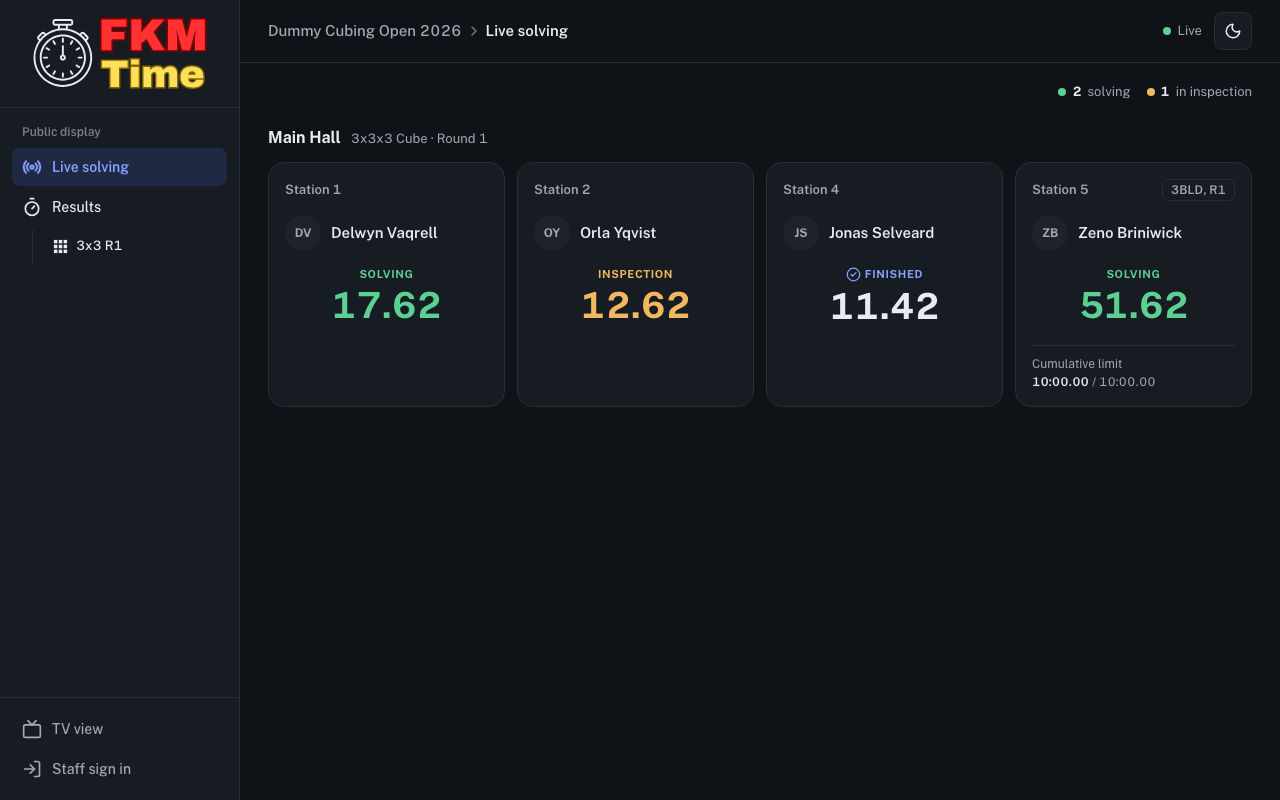 FKM
Time
Public display
Live solving
Results
3x3 R1
TV view
Staff sign in
Dummy Cubing Open 2026 > Live solving
Live
2 solving 1 in inspection
Main Hall 3x3x3 Cube · Round 1
Station 1
DV Delwyn Vaqrell
SOLVING
17.62
Station 2
OY Orla Yqvist
INSPECTION
12.62
Station 4
JS Jonas Selveard
FINISHED
11.42
Station 5 3BLD, R1
ZB Zeno Briniwick
SOLVING
51.62
Cumulative limit
10:00.00 / 10:00.00